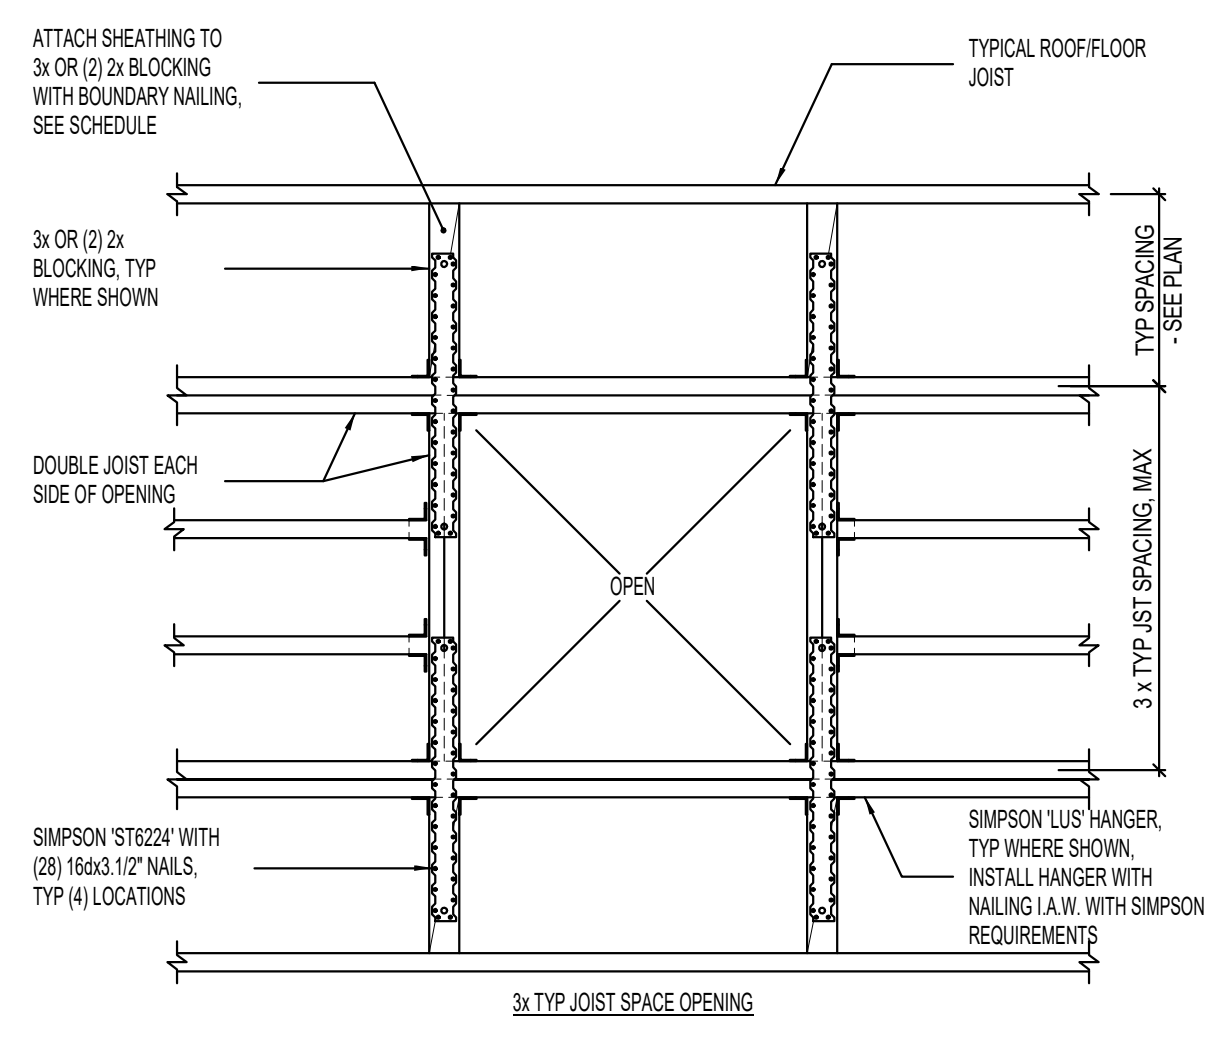 ATTACH SHEATHING TO
3x OR (2) 2x BLOCKING
WITH BOUNDARY NAILING,
SEE SCHEDULE
TYPICAL ROOF/FLOOR
JOIST
3x OR (2) 2x
BLOCKING, TYP
WHERE SHOWN
TYP SPACING
- SEE PLAN
DOUBLE JOIST EACH
SIDE OF OPENING
3 x TYP JST SPACING, MAX
OPEN
SIMPSON 'ST6224' WITH
(28) 16dx3.1/2" NAILS,
TYP (4) LOCATIONS
SIMPSON 'LUS' HANGER,
TYP WHERE SHOWN,
INSTALL HANGER WITH
NAILING I.A.W. WITH SIMPSON
REQUIREMENTS
3x TYP JOIST SPACE OPENING